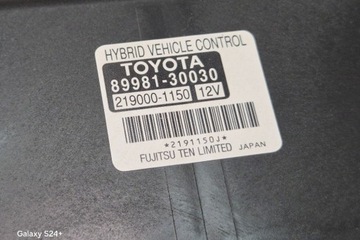 HYBRID VEHICLE CONTROL
TOYOTA
89981-30030
219000-1150 12V
*2191150J*
FUJITSU TEN LIMITED JAPAN
Galaxy S24+